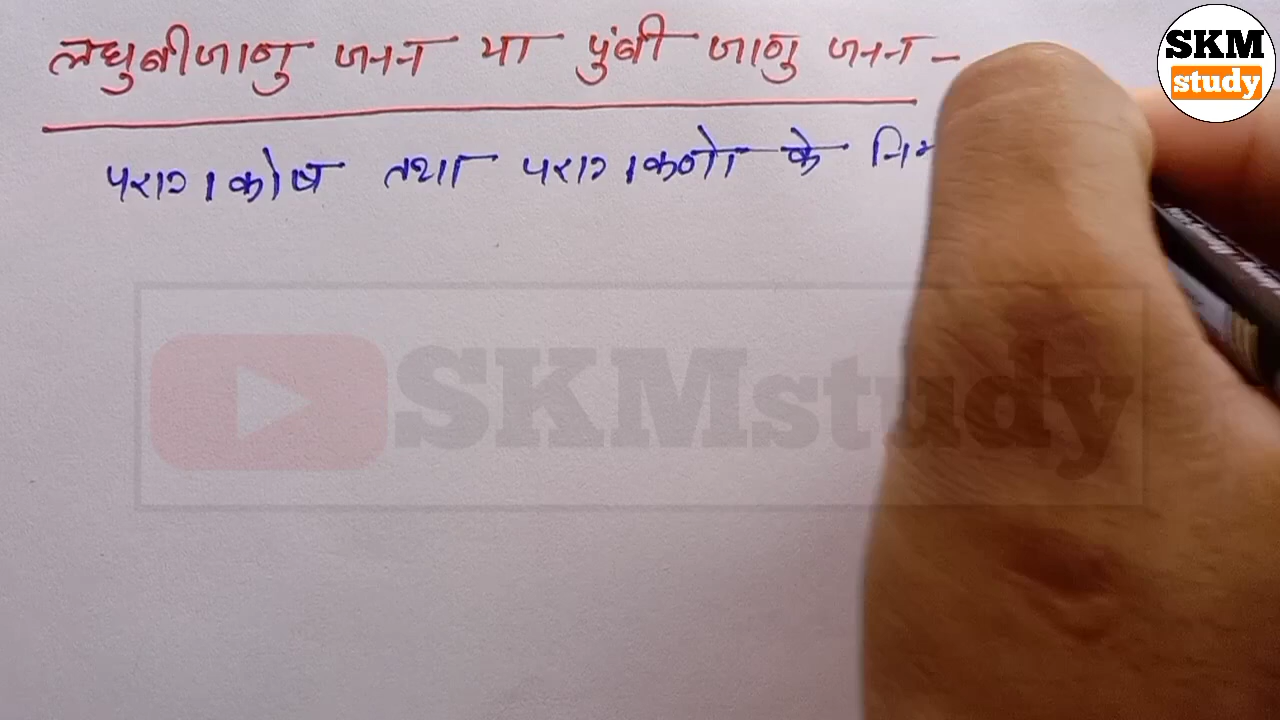 लघुबीजाणु जनन या पुंबीजाणु जनन -
परागकोष तथा परागकणो के
SKM
study
SKMstudy